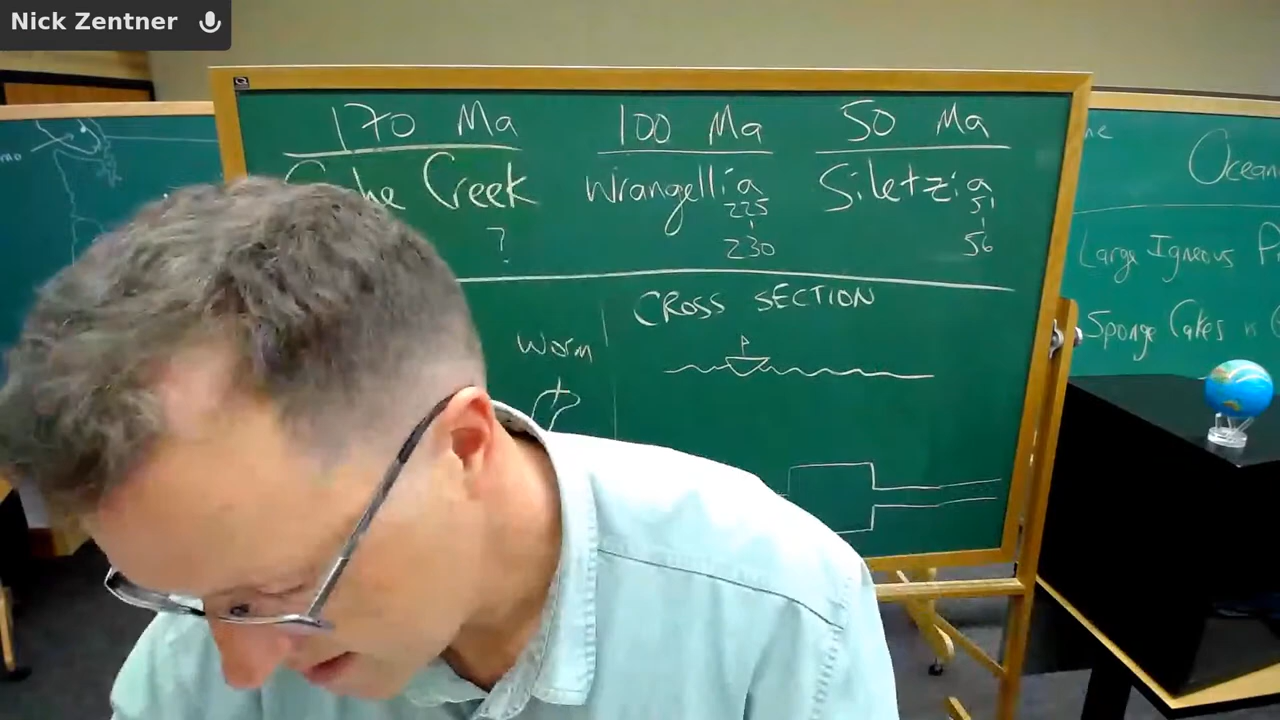 Nick Zentner
170 Ma 100 Ma 50 Ma
Creek Wrangellia Siletzia
? 225 51
230 56
CROSS SECTION
Worm
Ocean
Large Igneous
Sponge Cakes